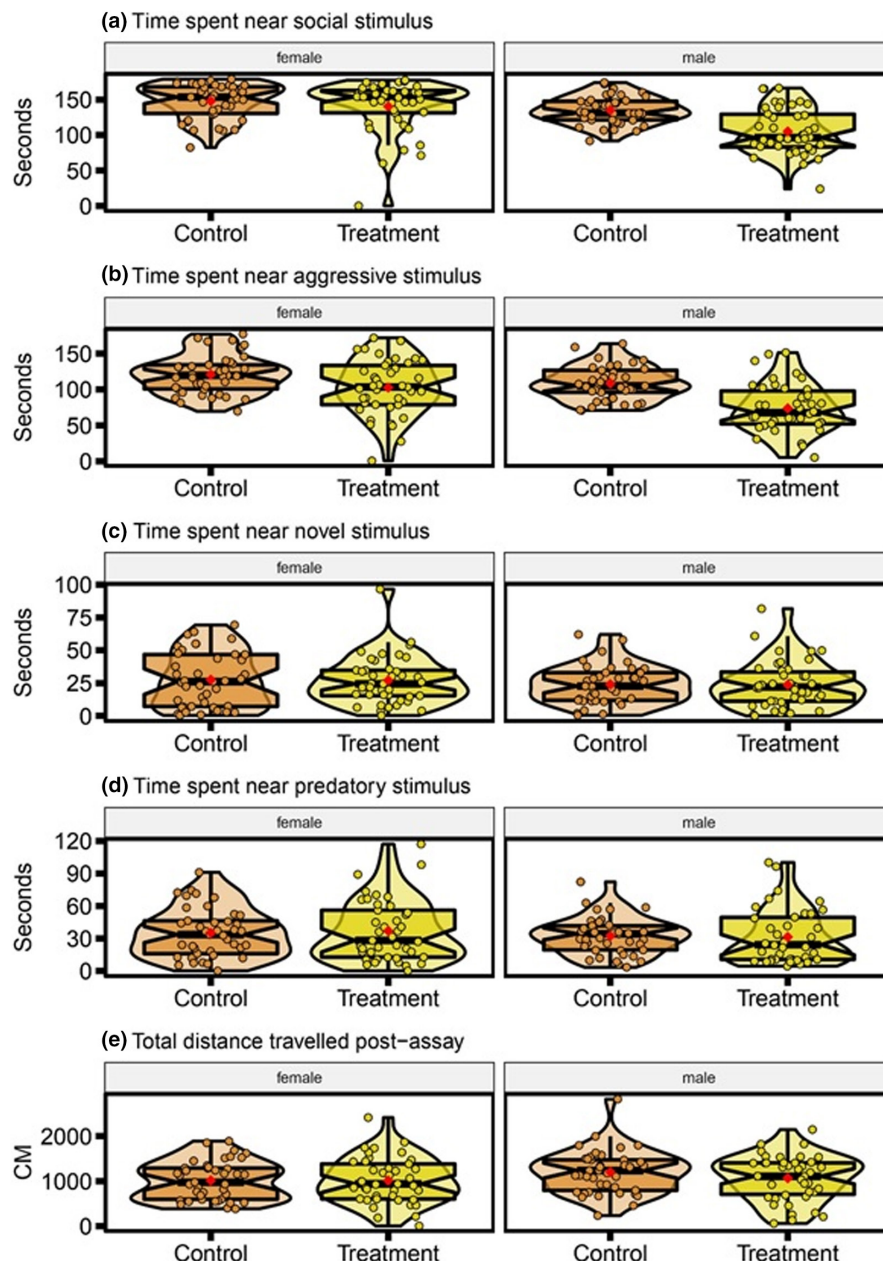 (a) Time spent near social stimulus
female male
Seconds
150
100
50
0
Control Treatment Control Treatment
(b) Time spent near aggressive stimulus
female male
Seconds
150
100
50
0
Control Treatment Control Treatment
(c) Time spent near novel stimulus
female male
Seconds
100
75
50
25
0
Control Treatment Control Treatment
(d) Time spent near predatory stimulus
female male
Seconds
120
90
60
30
0
Control Treatment Control Treatment
(e) Total distance travelled post−assay
female male
CM
2000
1000
0
Control Treatment Control Treatment